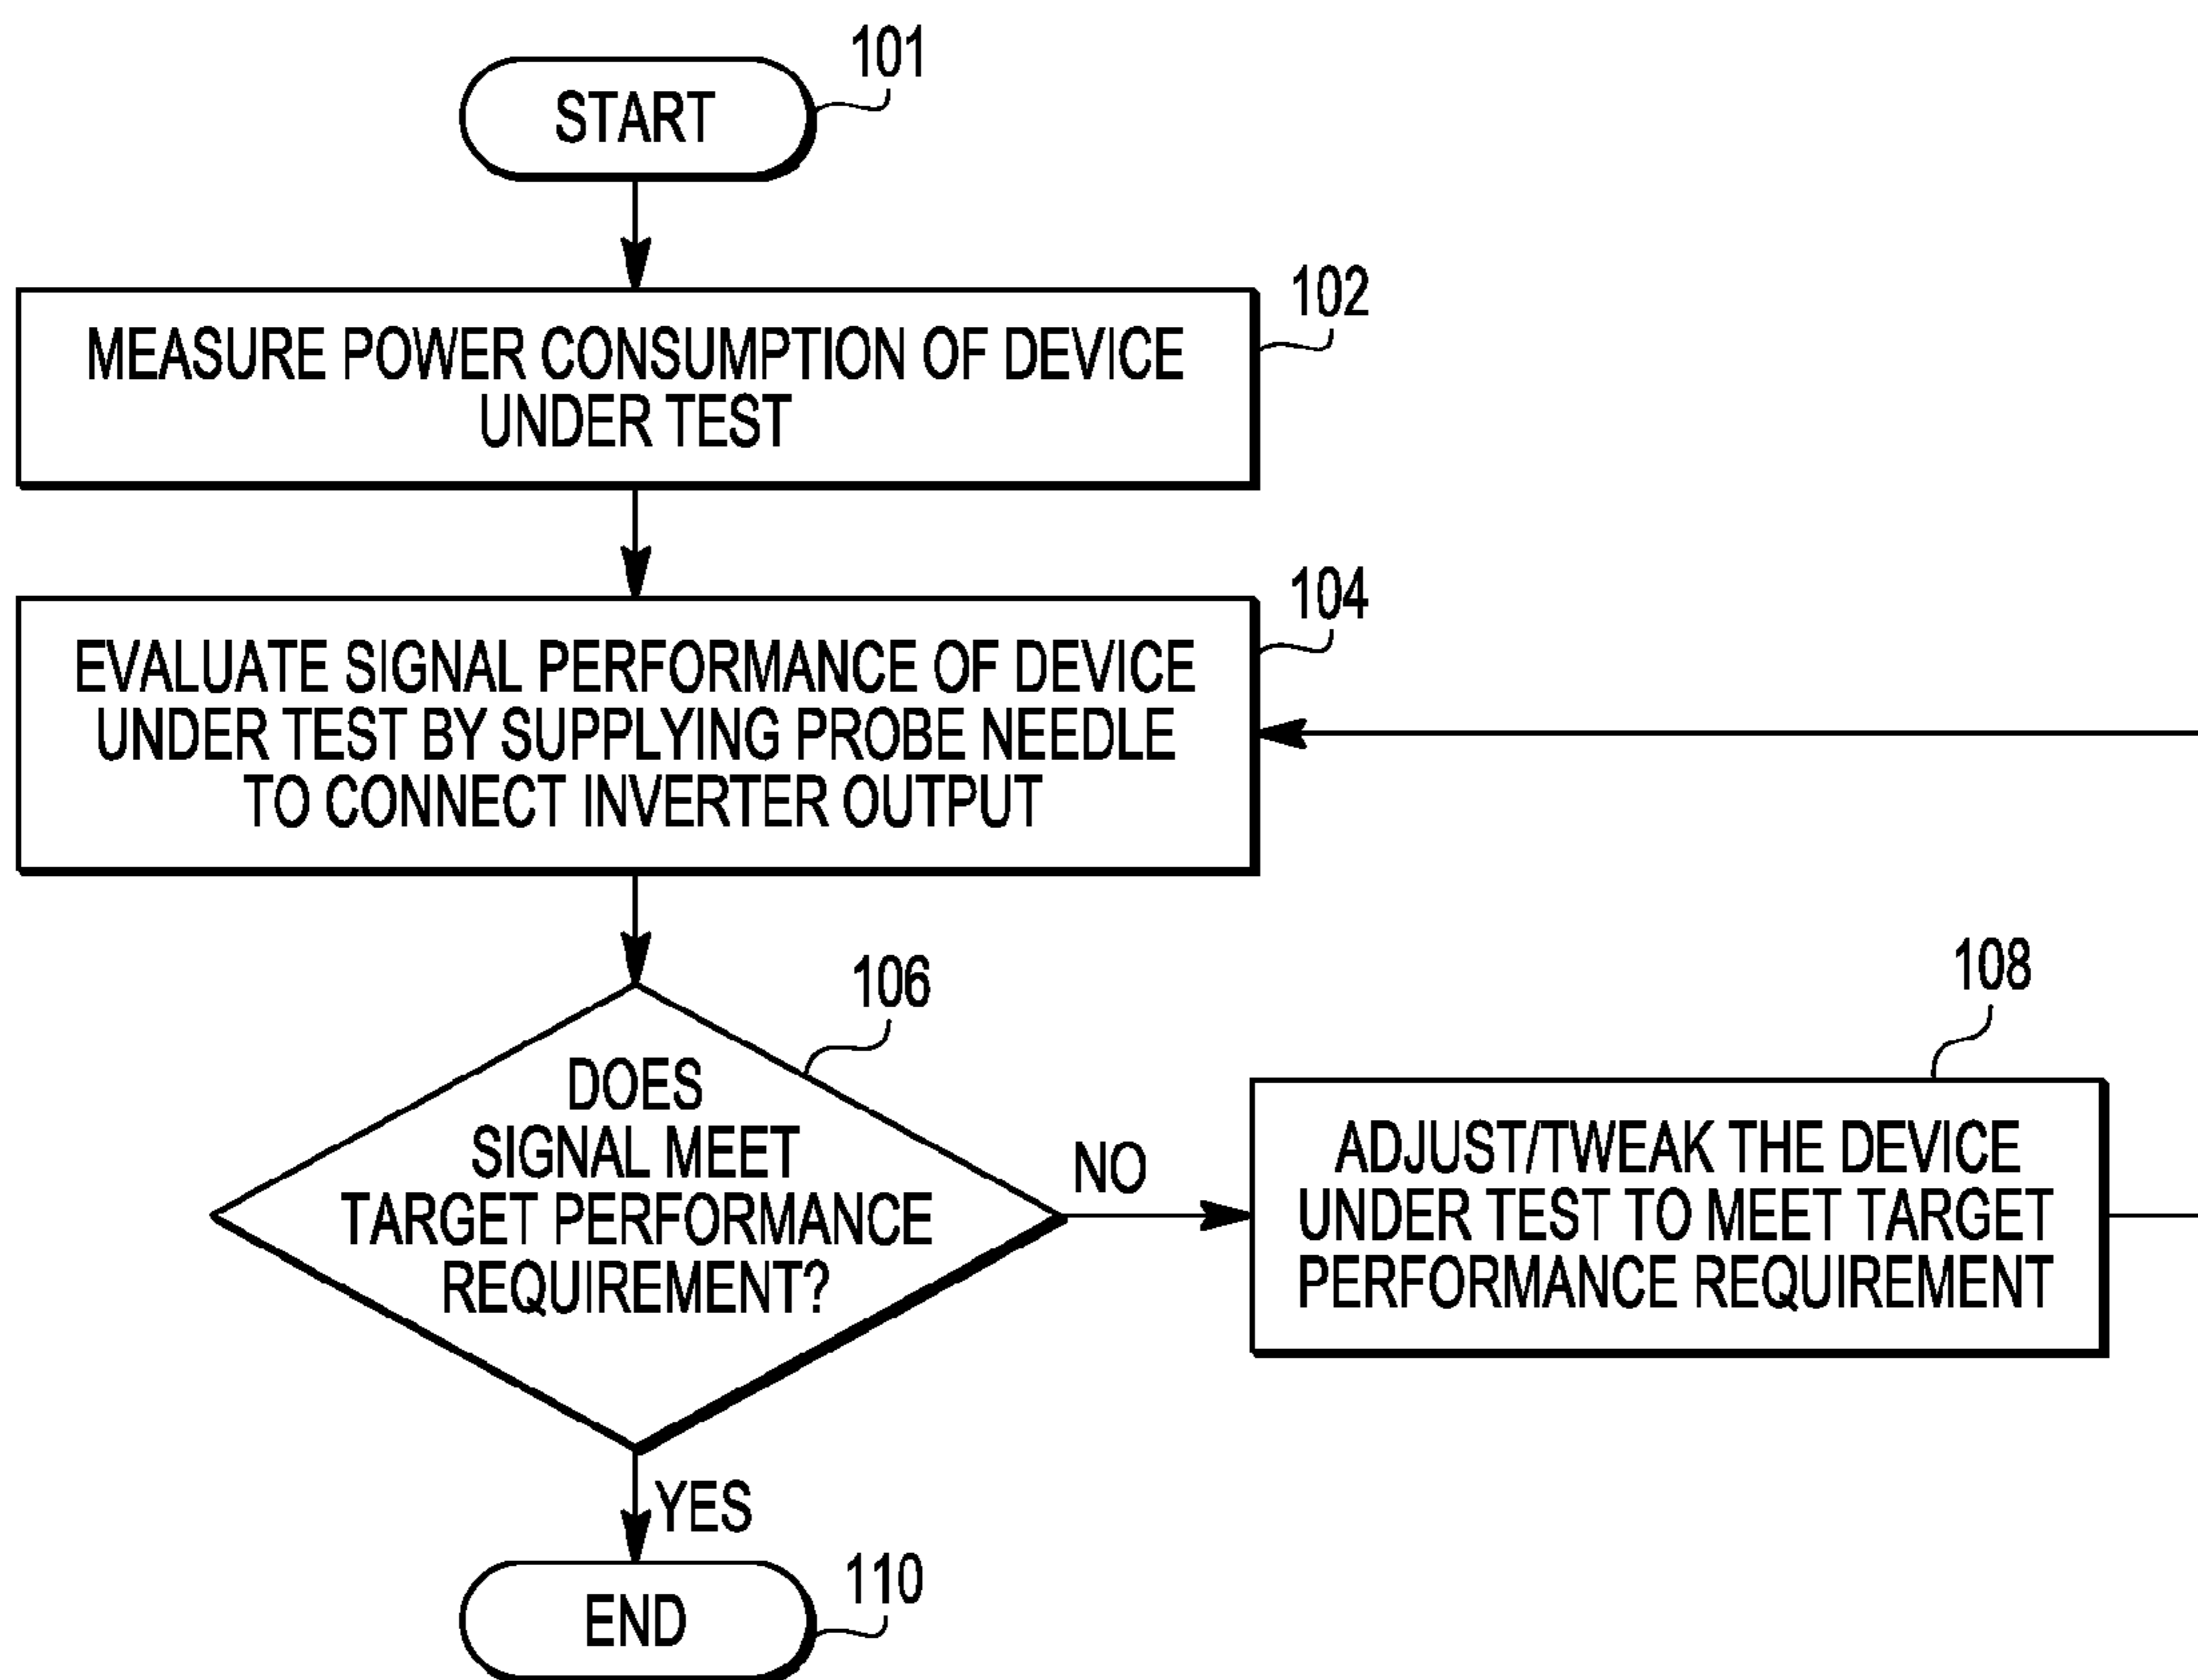 101
START
102
MEASURE POWER CONSUMPTION OF DEVICE
UNDER TEST
104
EVALUATE SIGNAL PERFORMANCE OF DEVICE
UNDER TEST BY SUPPLYING PROBE NEEDLE
TO CONNECT INVERTER OUTPUT
106
DOES
SIGNAL MEET
TARGET PERFORMANCE
REQUIREMENT?
NO
108
ADJUST/TWEAK THE DEVICE
UNDER TEST TO MEET TARGET
PERFORMANCE REQUIREMENT
YES
110
END